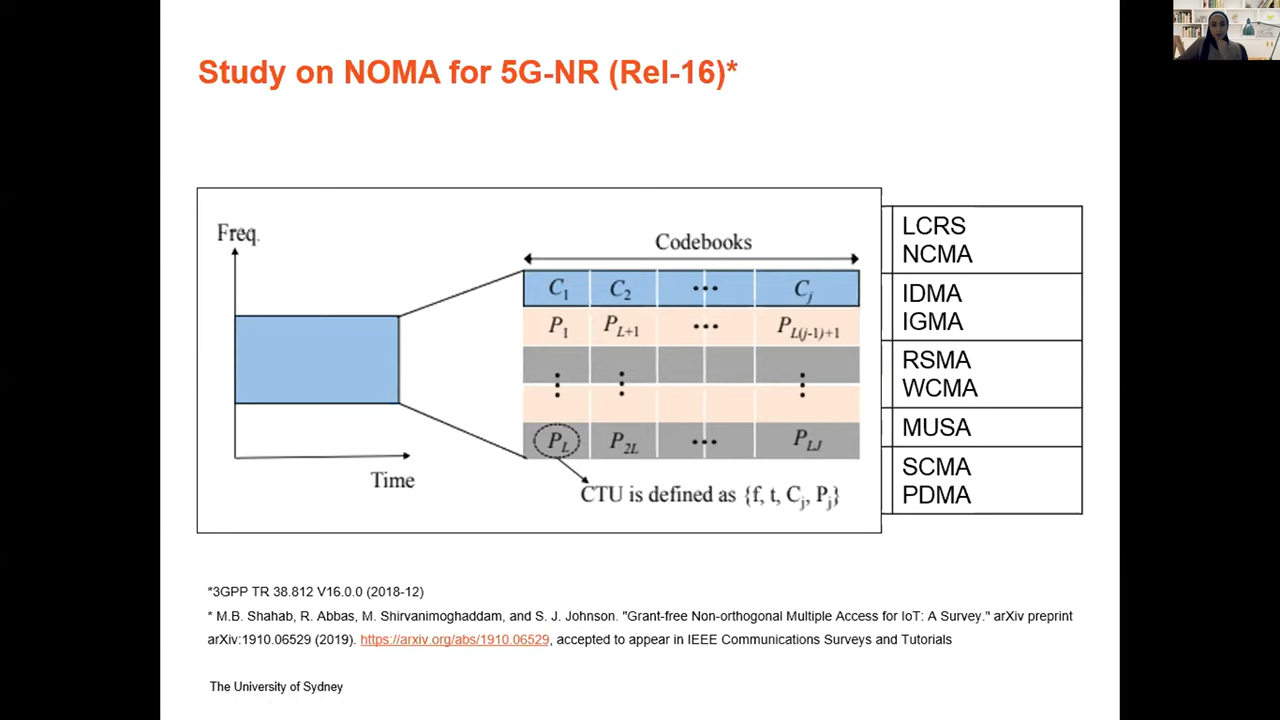 Study on NOMA for 5G-NR (Rel-16)*
Freq.
Codebooks
C1 C2 ••• Cj
P1 PL+1 ••• PL(j-1)+1
PL P2L ••• PLJ
CTU is defined as {f, t, Cj, Pj}
Time
LCRS
NCMA
IDMA
IGMA
RSMA
WCMA
MUSA
SCMA
PDMA
*3GPP TR 38.812 V16.0.0 (2018-12)
* M.B. Shahab, R. Abbas, M. Shirvanimoghaddam, and S. J. Johnson. "Grant-free Non-orthogonal Multiple Access for IoT: A Survey." arXiv preprint
arXiv:1910.06529 (2019). https://arxiv.org/abs/1910.06529, accepted to appear in IEEE Communications Surveys and Tutorials
The University of Sydney